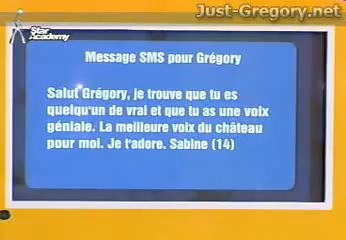 Just-Gregory.net
Star
Academy
Message SMS pour Grégory
Salut Grégory, je trouve que tu es
quelqu'un de vrai et que tu as une voix
géniale. La meilleure voix du château
pour moi. Je t'adore. Sabine (14)